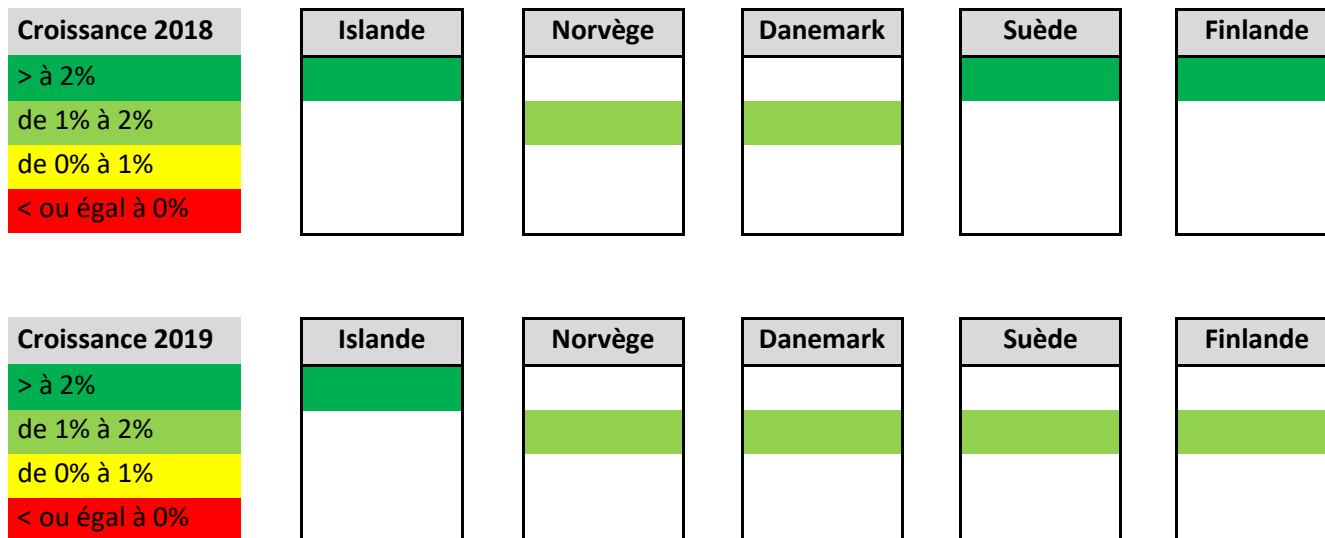 Croissance 2018 Islande Norvège Danemark Suède Finlande
> à 2%
de 1% à 2%
de 0% à 1%
< ou égal à 0%
Croissance 2019 Islande Norvège Danemark Suède Finlande
> à 2%
de 1% à 2%
de 0% à 1%
< ou égal à 0%